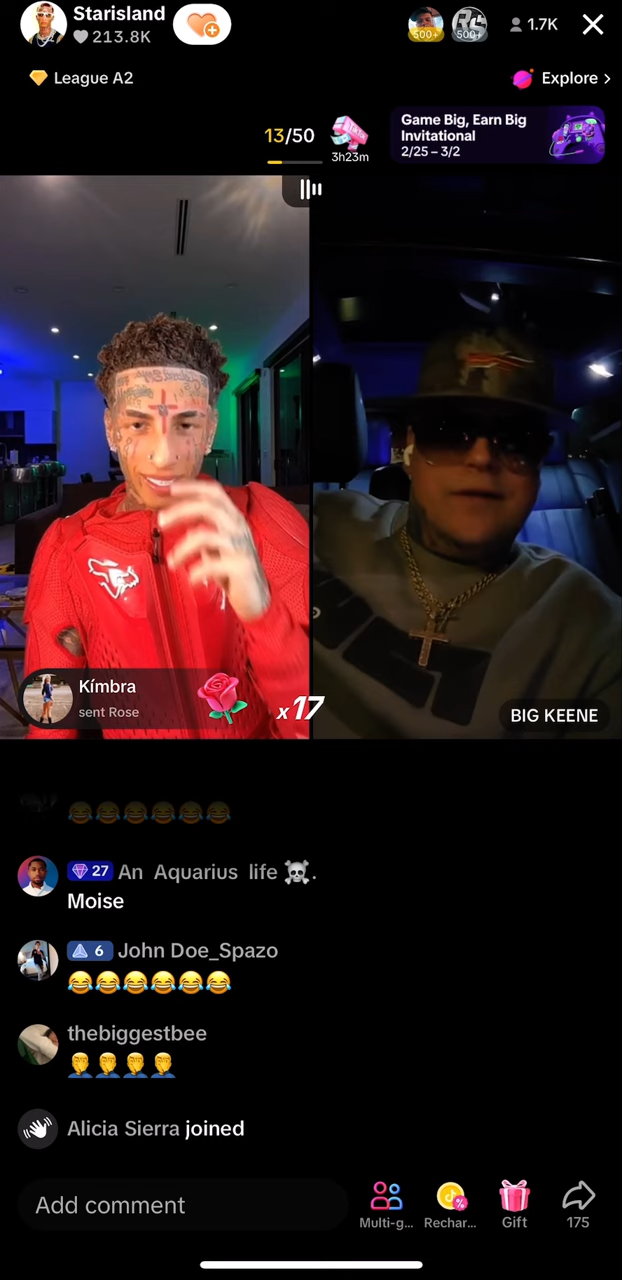 Starisland
213.8K
500+
500+
1.7K
League A2
Explore >
13/50
3h23m
Game Big, Earn Big
Invitational
2/25 – 3/2
Kímbra
sent Rose
x17
BIG KEENE
😂😂😂😂😂😂
27 An Aquarius life ☠️.
Moise
6 John Doe_Spazo
😂😂😂😂😂😂
thebiggestbee
🤦‍♂️🤦‍♂️🤦‍♂️🤦‍♂️
Alicia Sierra joined
Add comment
Multi-g...
Rechar...
Gift
175